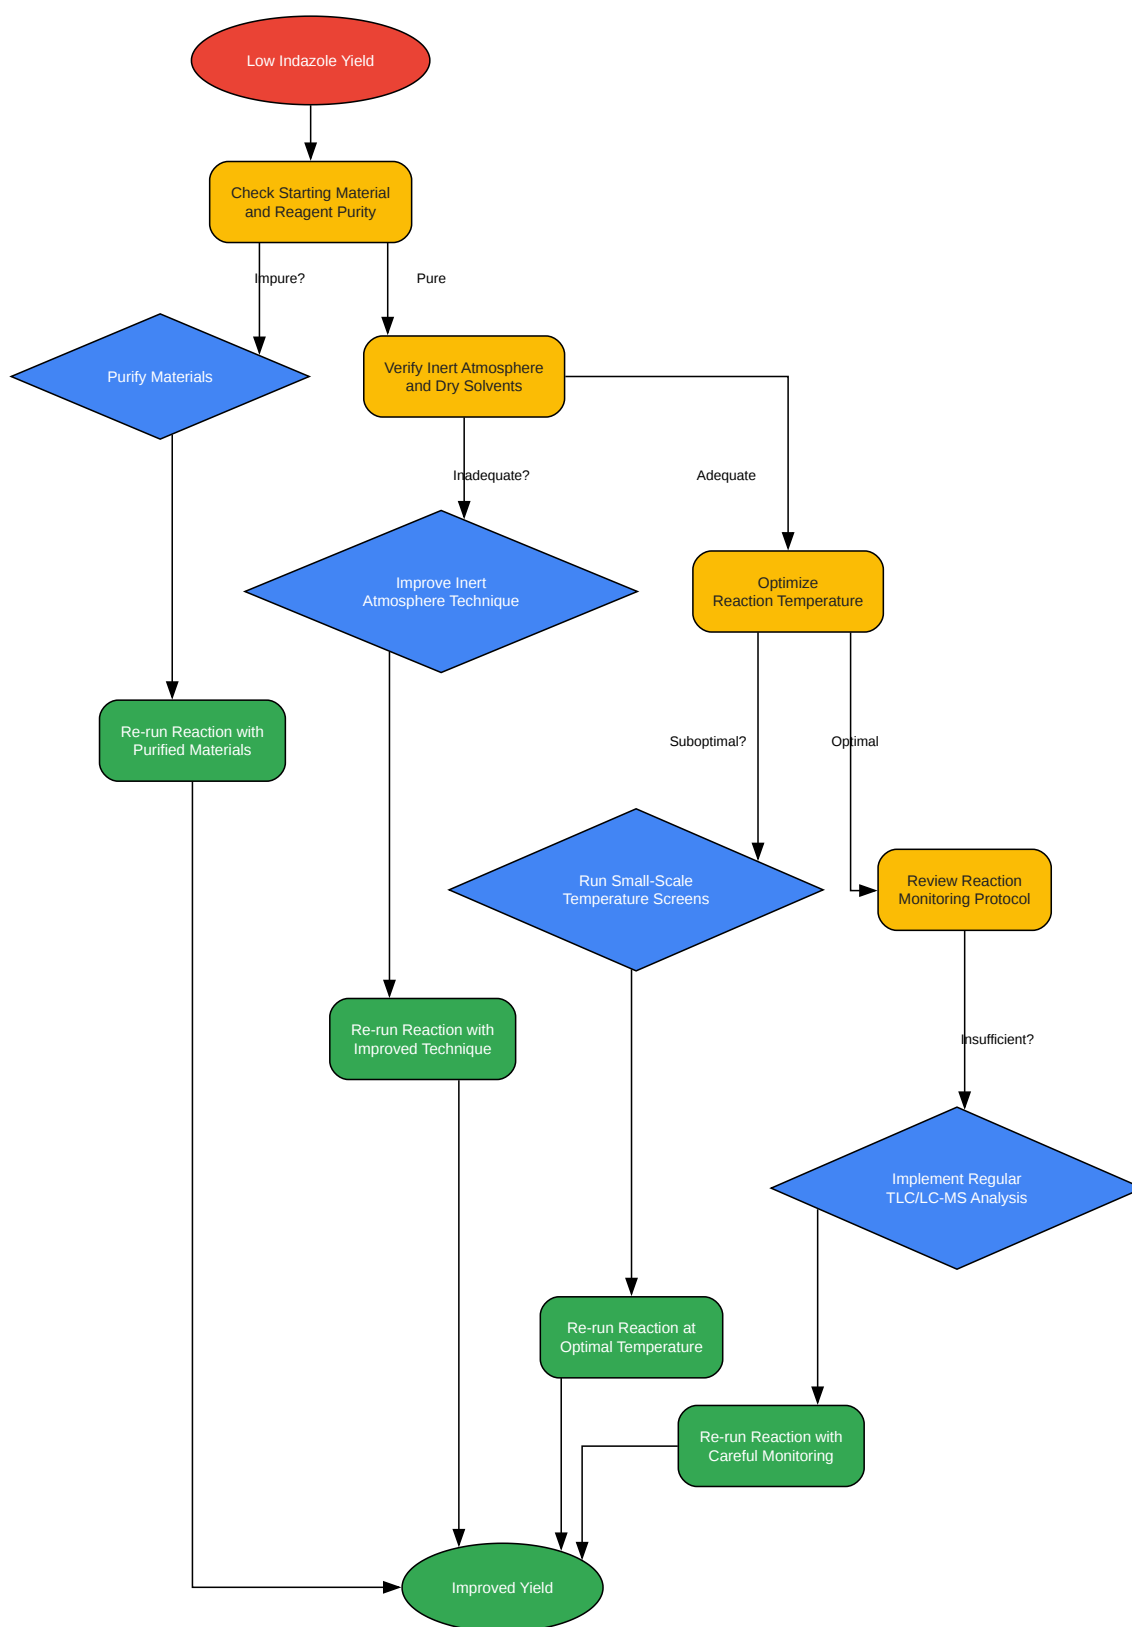 Low Indazole Yield
Check Starting Material
and Reagent Purity
Impure?
Pure
Purify Materials
Verify Inert Atmosphere
and Dry Solvents
Inadequate?
Adequate
Improve Inert
Atmosphere Technique
Optimize
Reaction Temperature
Re-run Reaction with
Purified Materials
Suboptimal?
Optimal
Run Small-Scale
Temperature Screens
Review Reaction
Monitoring Protocol
Re-run Reaction with
Improved Technique
Insufficient?
Implement Regular
TLC/LC-MS Analysis
Re-run Reaction at
Optimal Temperature
Re-run Reaction with
Careful Monitoring
Improved Yield